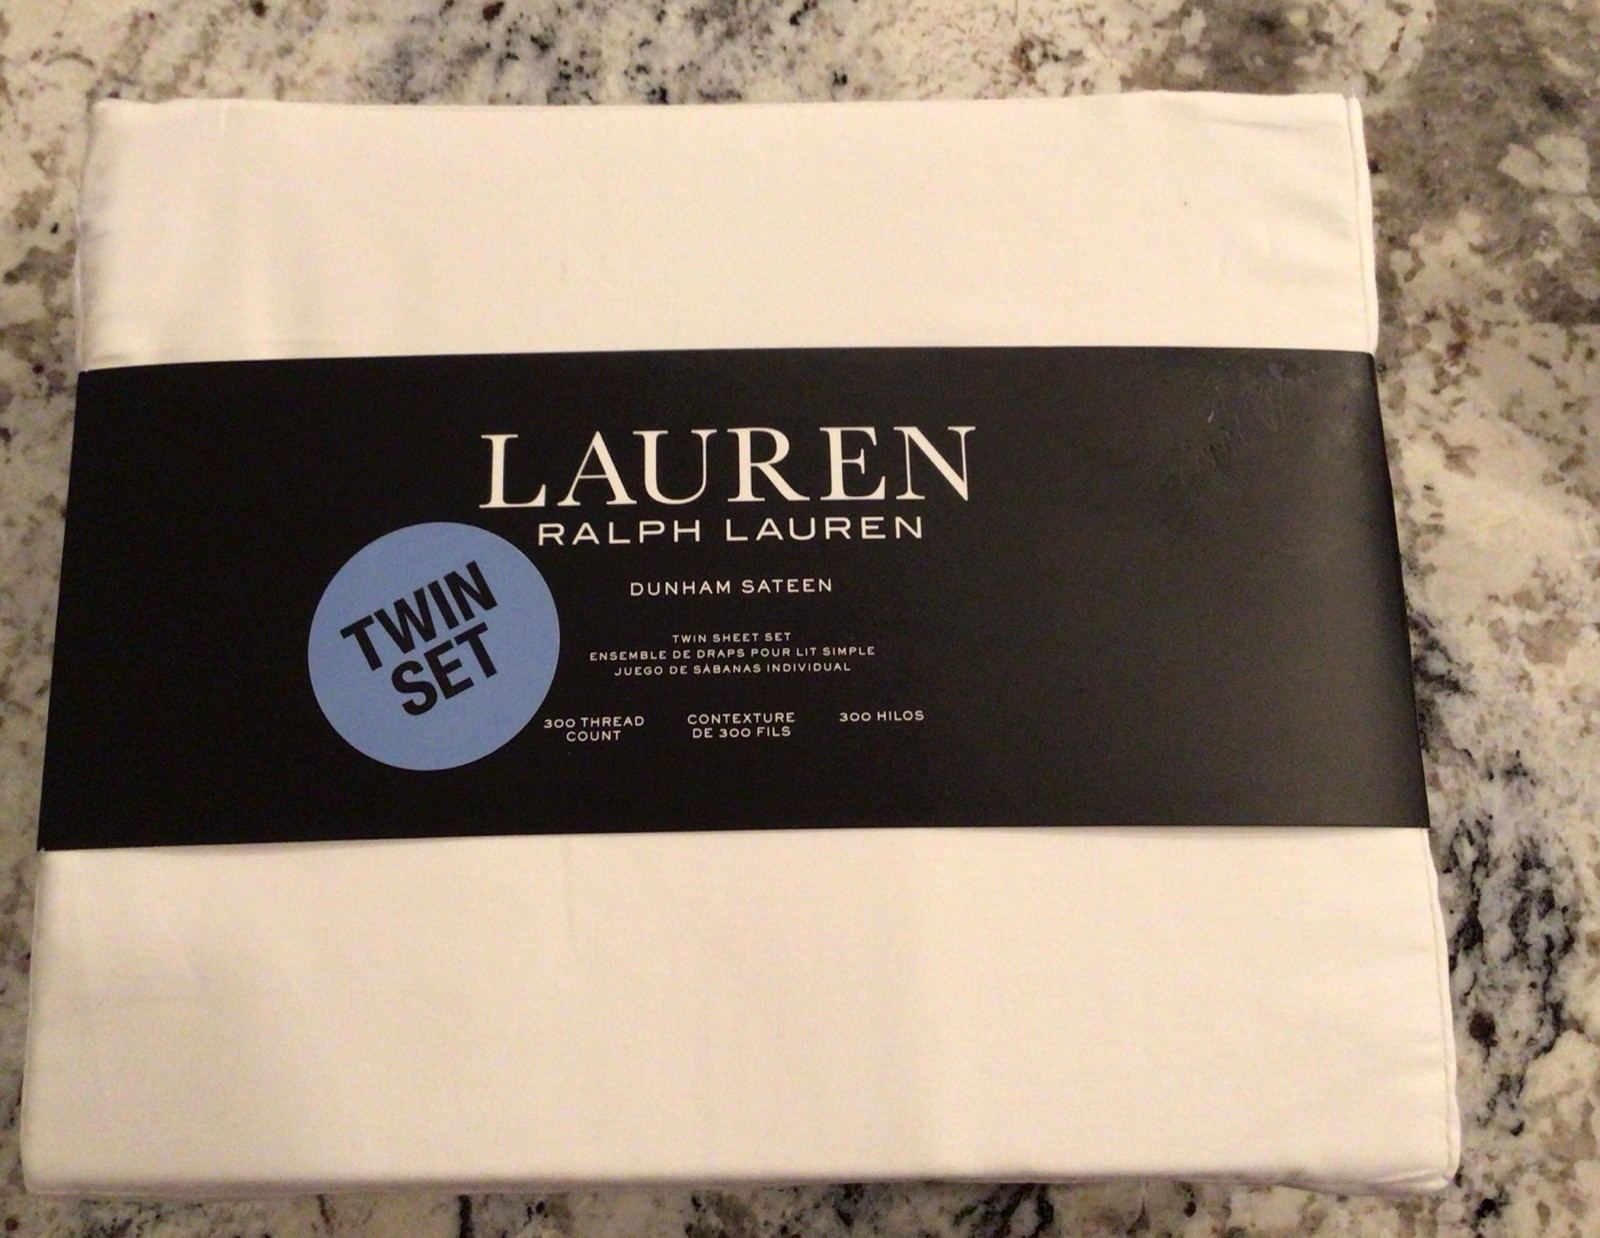 LAUREN
RALPH LAUREN
DUNHAM SATEEN
TWIN
SET
TWIN SHEET SET
ENSEMBLE DE DRAPS POUR LIT SIMPLE
JUEGO DE SÁBANAS INDIVIDUAL
300 THREAD
COUNT
CONTEXTURE
DE 300 FILS
300 HILOS